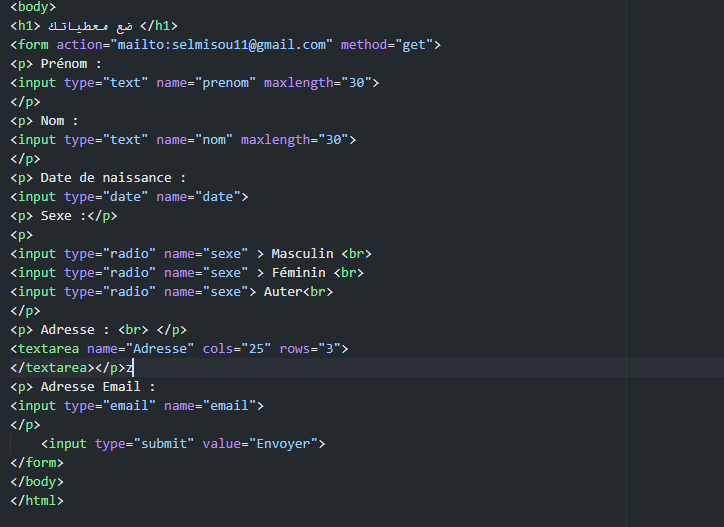 <body>
<h1> ضع معطياتك </h1>
<form action="mailto:selmisou11@gmail.com" method="get">
<p> Prénom :
<input type="text" name="prenom" maxlength="30">
</p>
<p> Nom :
<input type="text" name="nom" maxlength="30">
</p>
<p> Date de naissance :
<input type="date" name="date">
<p> Sexe :</p>
<p>
<input type="radio" name="sexe" > Masculin <br>
<input type="radio" name="sexe" > Féminin <br>
<input type="radio" name="sexe"> Auter<br>
</p>
<p> Adresse : <br> </p>
<textarea name="Adresse" cols="25" rows="3">
</textarea></p>z
<p> Adresse Email :
<input type="email" name="email">
</p>
    <input type="submit" value="Envoyer">
</form>
</body>
</html>